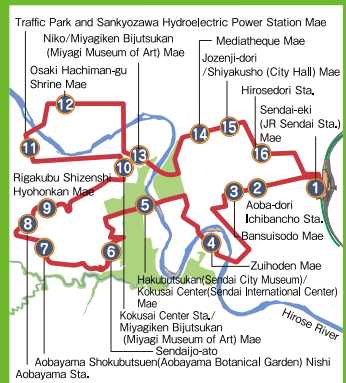 Traffic Park and Sankyozawa Hydroelectric Power Station Mae
Niko/Miyagiken Bijutsukan
(Miyagi Museum of Art) Mae
Mediatheque Mae
Jozenji-dori
/Shiyakusho (City Hall) Mae
Osaki Hachiman-gu
Shrine Mae
Hirosedori Sta.
Sendai-eki
(JR Sendai Sta.)
Mae
12
11
13
14
15
16
10
Rigakubu Shizenshi
Hyohonkan Mae
9
8
7
6
5
4
3
2
1
Aoba-dori
Ichibancho Sta.
Bansuisodo Mae
Zuihoden Mae
Hakubutsukan(Sendai City Museum)/
Kokusai Center(Sendai International Center)
Mae
Hirose River
Kokusai Center Sta./
Miyagiken Bijutsukan
(Miyagi Museum of Art) Mae
Sendaijo-ato
Aobayama Shokubutsuen(Aobayama Botanical Garden) Nishi
Aobayama Sta.